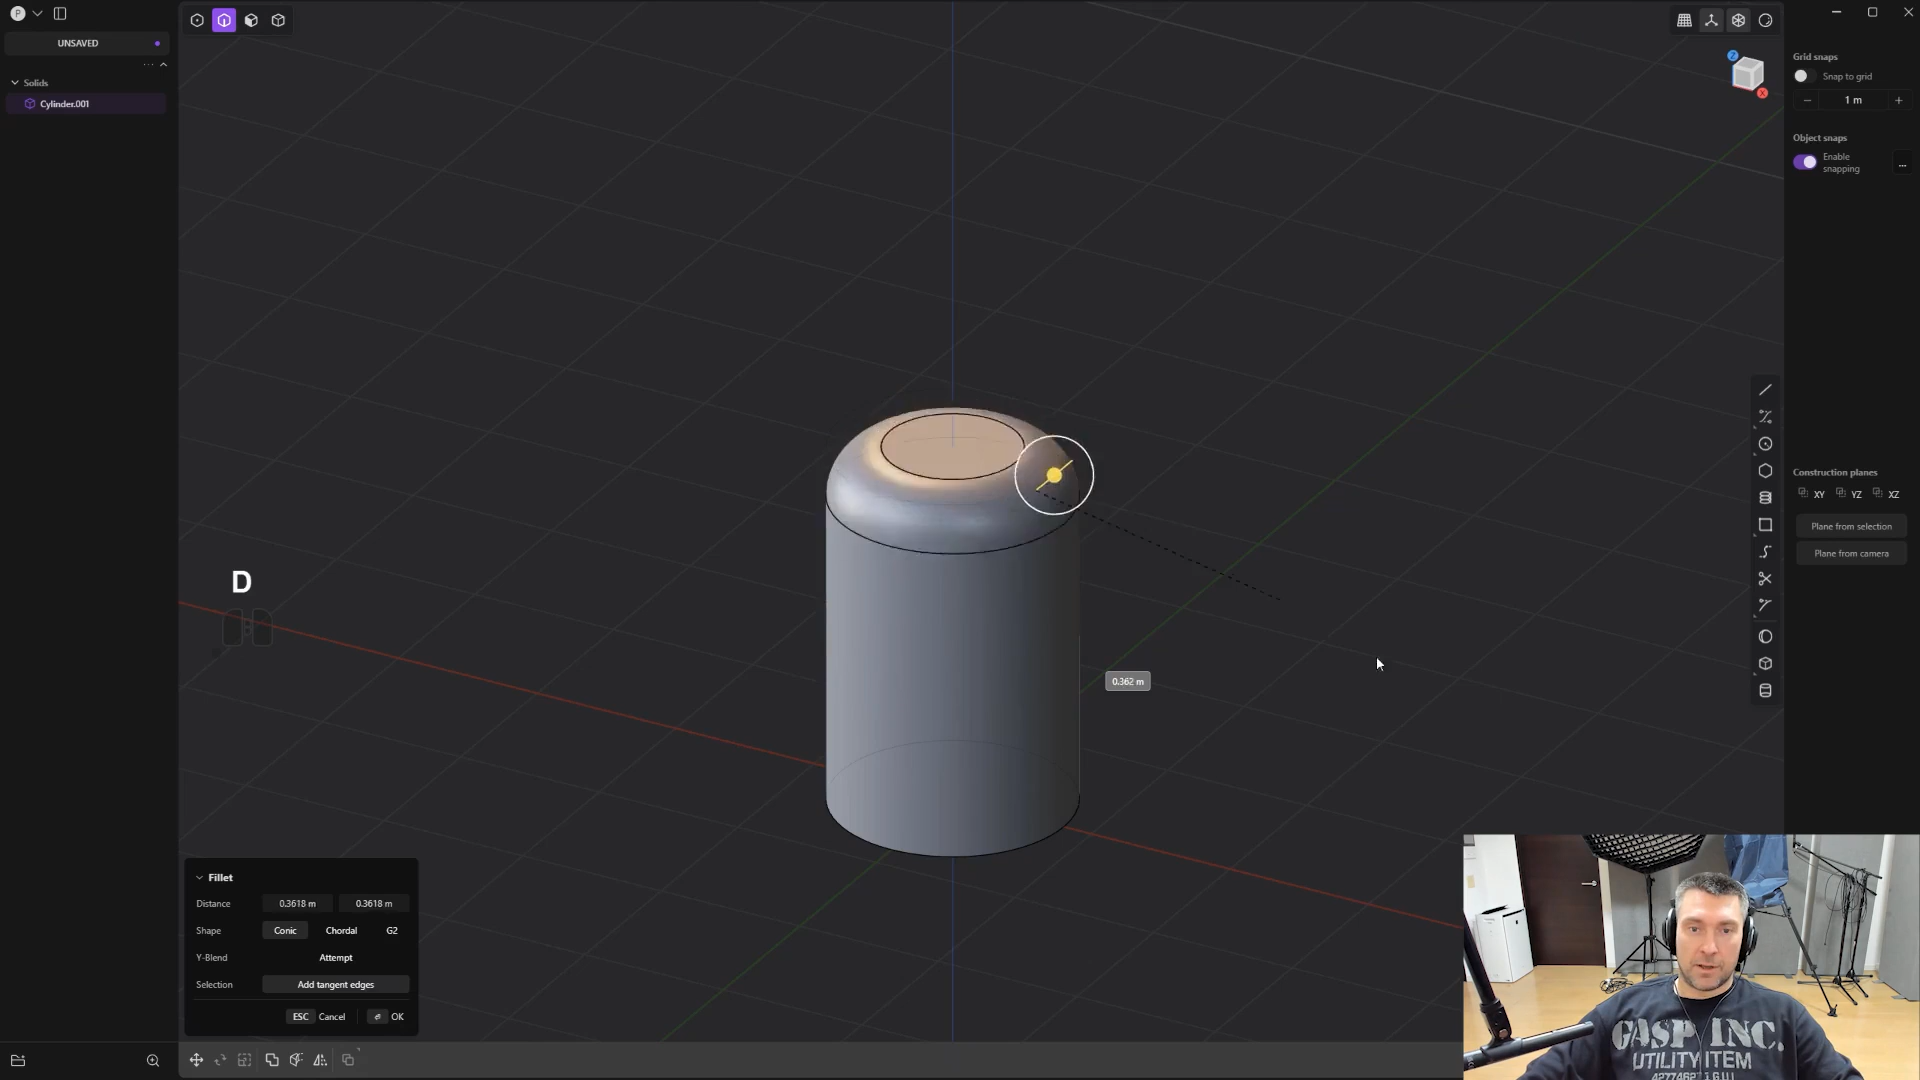 P
UNSAVED
Solids
Cylinder.001
Z
X
Grid snaps
Snap to grid
− 1 m +
Object snaps
Enable
snapping
...
Construction planes
XY YZ XZ
Plane from selection
Plane from camera
D
0.362 m
Fillet
Distance 0.3618 m 0.3618 m
Shape Conic Chordal G2
Y-Blend Attempt
Selection Add tangent edges
ESC Cancel OK
GASP INC.
UTILITY ITEM